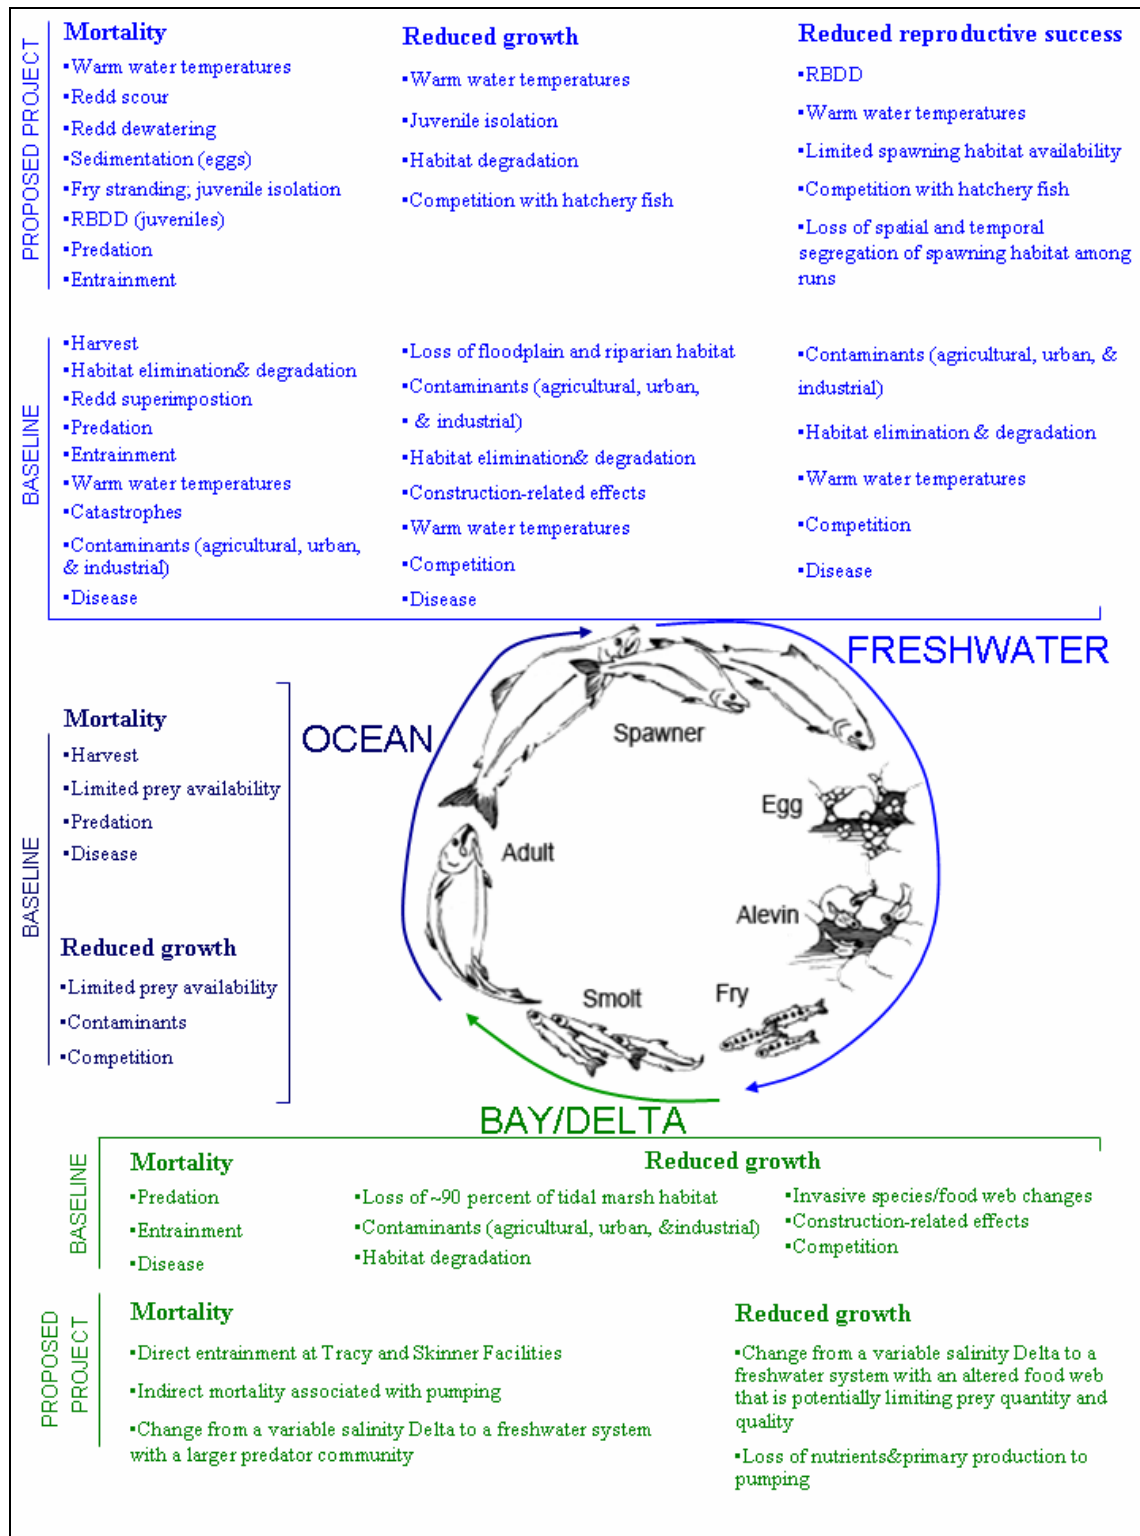 PROPOSED PROJECT
Mortality
▪Warm water temperatures
▪Redd scour
▪Redd dewatering
▪Sedimentation (eggs)
▪Fry stranding; juvenile isolation
▪RBDD (juveniles)
▪Predation
▪Entrainment
Reduced growth
▪Warm water temperatures
▪Juvenile isolation
▪Habitat degradation
▪Competition with hatchery fish
Reduced reproductive success
▪RBDD
▪Warm water temperatures
▪Limited spawning habitat availability
▪Competition with hatchery fish
▪Loss of spatial and temporal
segregation of spawning habitat among
runs
BASELINE
▪Harvest
▪Habitat elimination& degradation
▪Redd superimpostion
▪Predation
▪Entrainment
▪Warm water temperatures
▪Catastrophes
▪Contaminants (agricultural, urban,
& industrial)
▪Disease
▪Loss of floodplain and riparian habitat
▪Contaminants (agricultural, urban,
▪ & industrial)
▪Habitat elimination& degradation
▪Construction-related effects
▪Warm water temperatures
▪Competition
▪Disease
▪Contaminants (agricultural, urban, &
industrial)
▪Habitat elimination & degradation
▪Warm water temperatures
▪Competition
▪Disease
FRESHWATER
OCEAN
Spawner
Egg
Adult
Alevin
Smolt
Fry
BASELINE
Mortality
▪Harvest
▪Limited prey availability
▪Predation
▪Disease
Reduced growth
▪Limited prey availability
▪Contaminants
▪Competition
BAY/DELTA
BASELINE
Mortality
▪Predation
▪Entrainment
▪Disease
Reduced growth
▪Loss of ~90 percent of tidal marsh habitat
▪Contaminants (agricultural, urban, &industrial)
▪Habitat degradation
▪Invasive species/food web changes
▪Construction-related effects
▪Competition
PROPOSED
PROJECT
Mortality
▪Direct entrainment at Tracy and Skinner Facilities
▪Indirect mortality associated with pumping
▪Change from a variable salinity Delta to a freshwater system
with a larger predator community
Reduced growth
▪Change from a variable salinity Delta to a
freshwater system with an altered food web
that is potentially limiting prey quantity and
quality
▪Loss of nutrients&primary production to
pumping